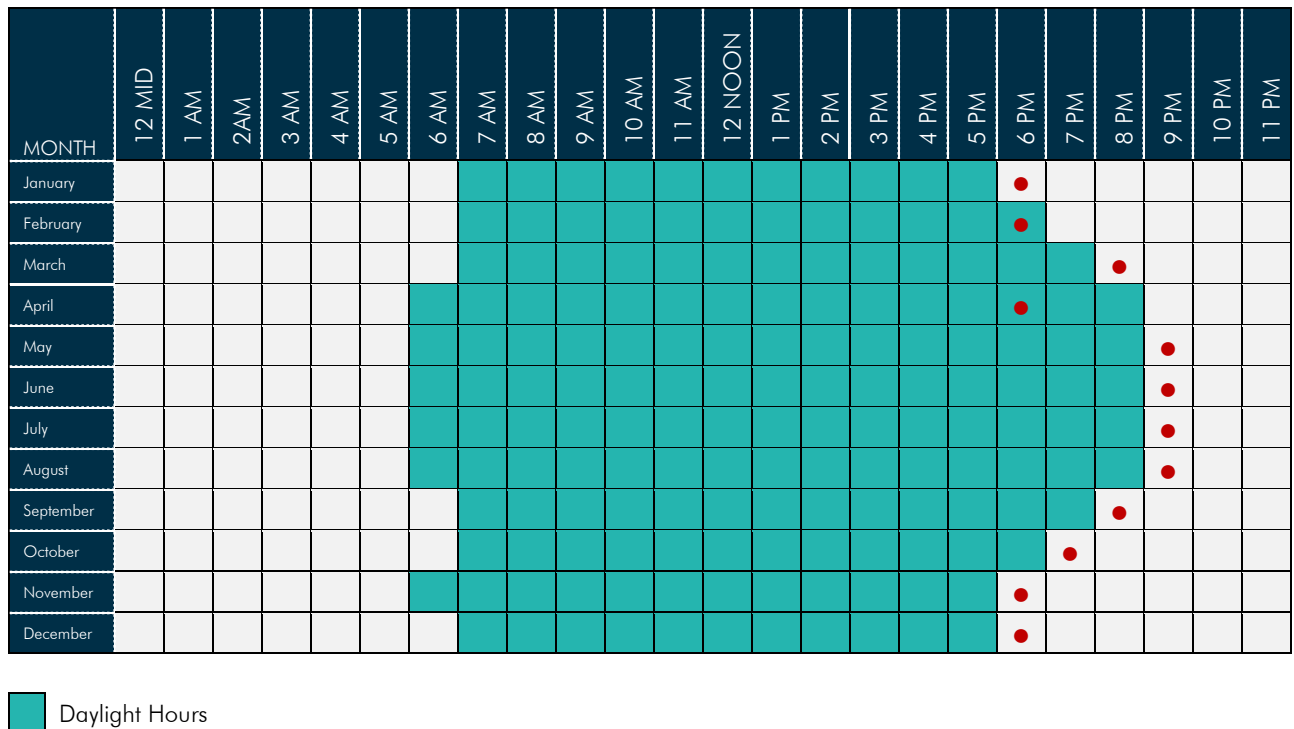 MONTH 12 MID 1 AM 2AM 3 AM 4 AM 5 AM 6 AM 7 AM 8 AM 9 AM 10 AM 11 AM 12 NOON 1 PM 2 PM 3 PM 4 PM 5 PM 6 PM 7 PM 8 PM 9 PM 10 PM 11 PM
January
February
March
April
May
June
July
August
September
October
November
December
Daylight Hours